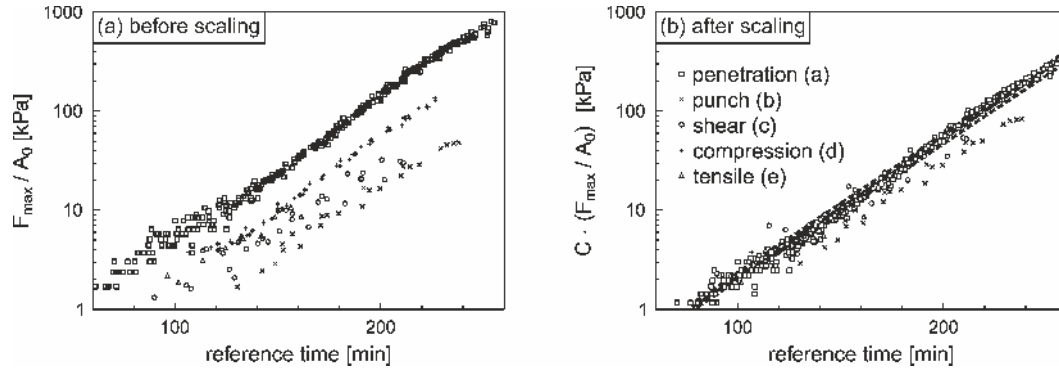 (a) before scaling
1000
100
10
1
F_max / A_0 [kPa]
100
200
reference time [min]
(b) after scaling
1000
100
10
1
C · (F_max / A_0) [kPa]
penetration (a)
punch (b)
shear (c)
compression (d)
tensile (e)
100
200
reference time [min]